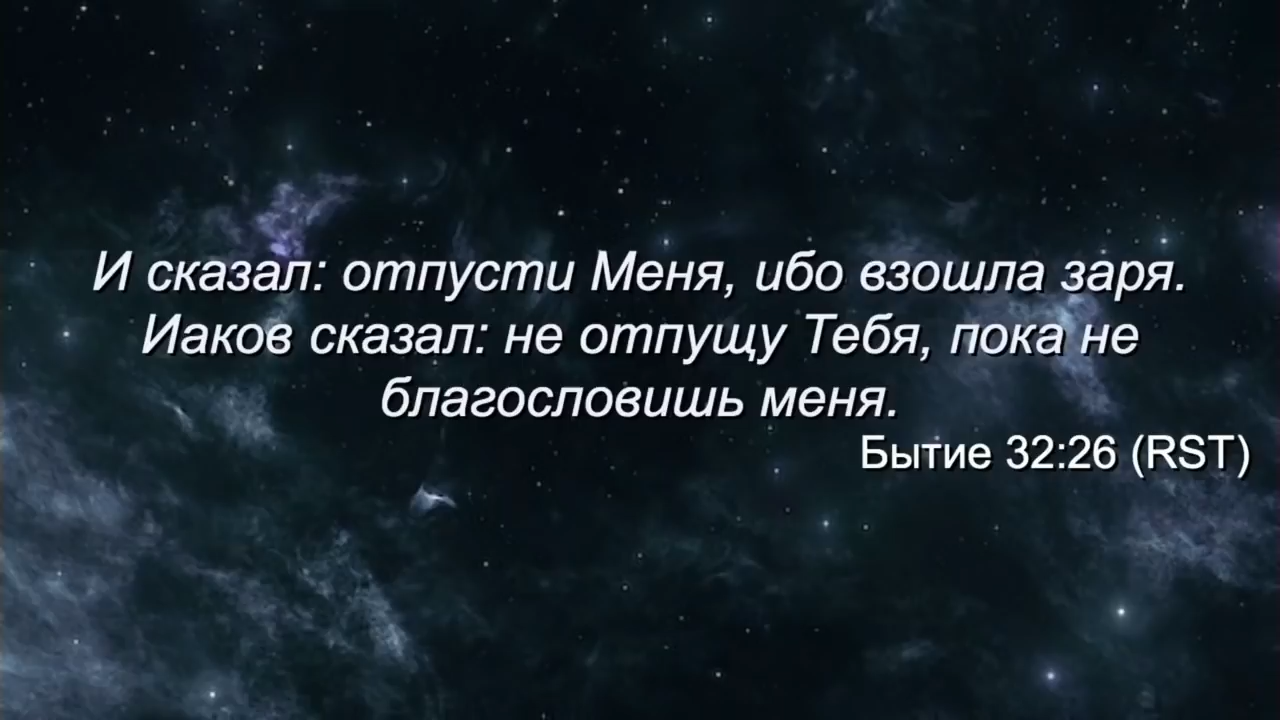 И сказал: отпусти Меня, ибо взошла заря.
Иаков сказал: не отпущу Тебя, пока не
благословишь меня.
Бытие 32:26 (RST)